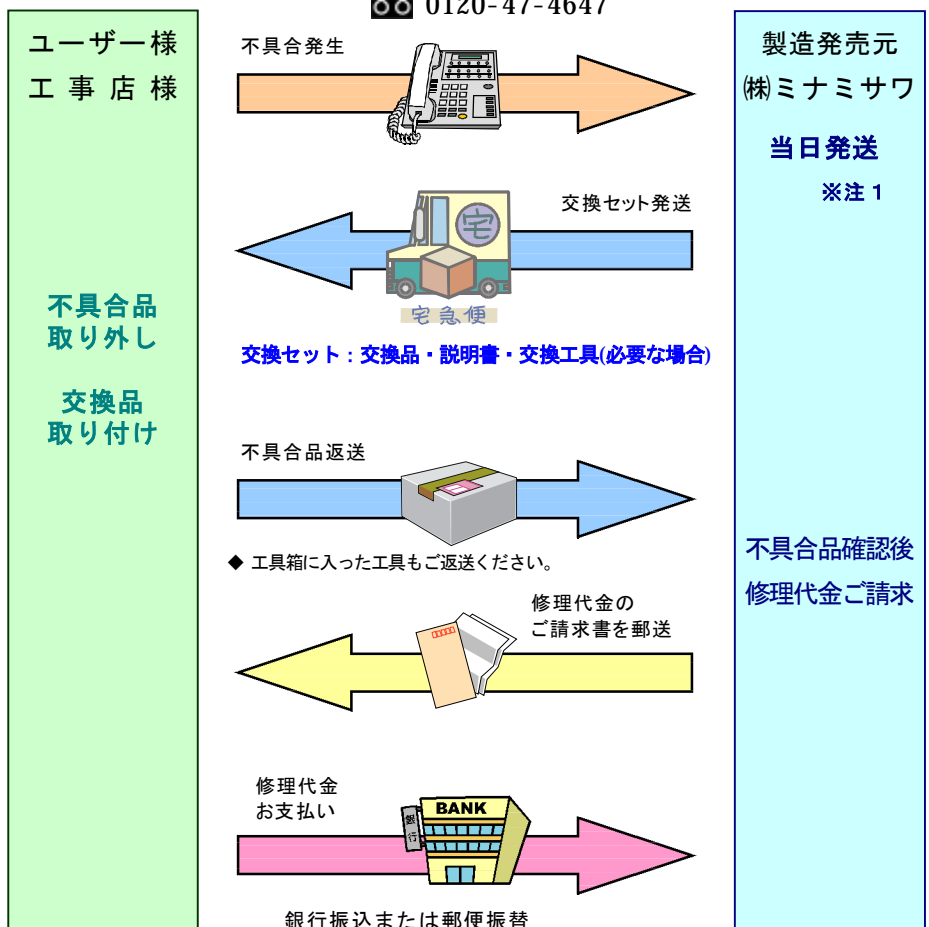 0120-47-4647
ユーザー様
工事店様
不具合発生
製造発売元
㈱ミナミサワ
当日発送
※注１
交換セット発送
宅
宅急便
交換セット：交換品・説明書・交換工具(必要な場合)
不具合品
取り外し
交換品
取り付け
不具合品返送
◆ 工具箱に入った工具もご返送ください。
不具合品確認後
修理代金ご請求
修理代金の
ご請求書を郵送
修理代金
お支払い
BANK
銀行
銀行振込または郵便振替